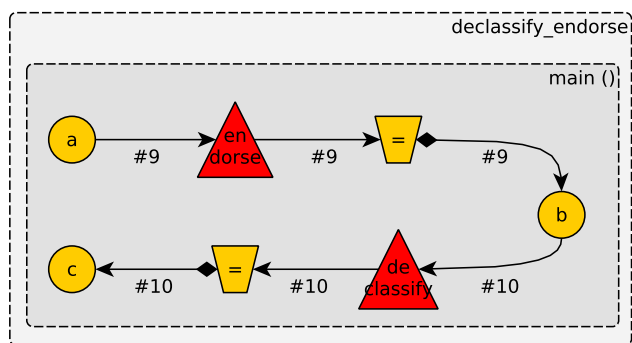 declassify_endorse
main ()
a
en
dorse
=
#9
#9
#9
b
c
=
de
classify
#10
#10
#10